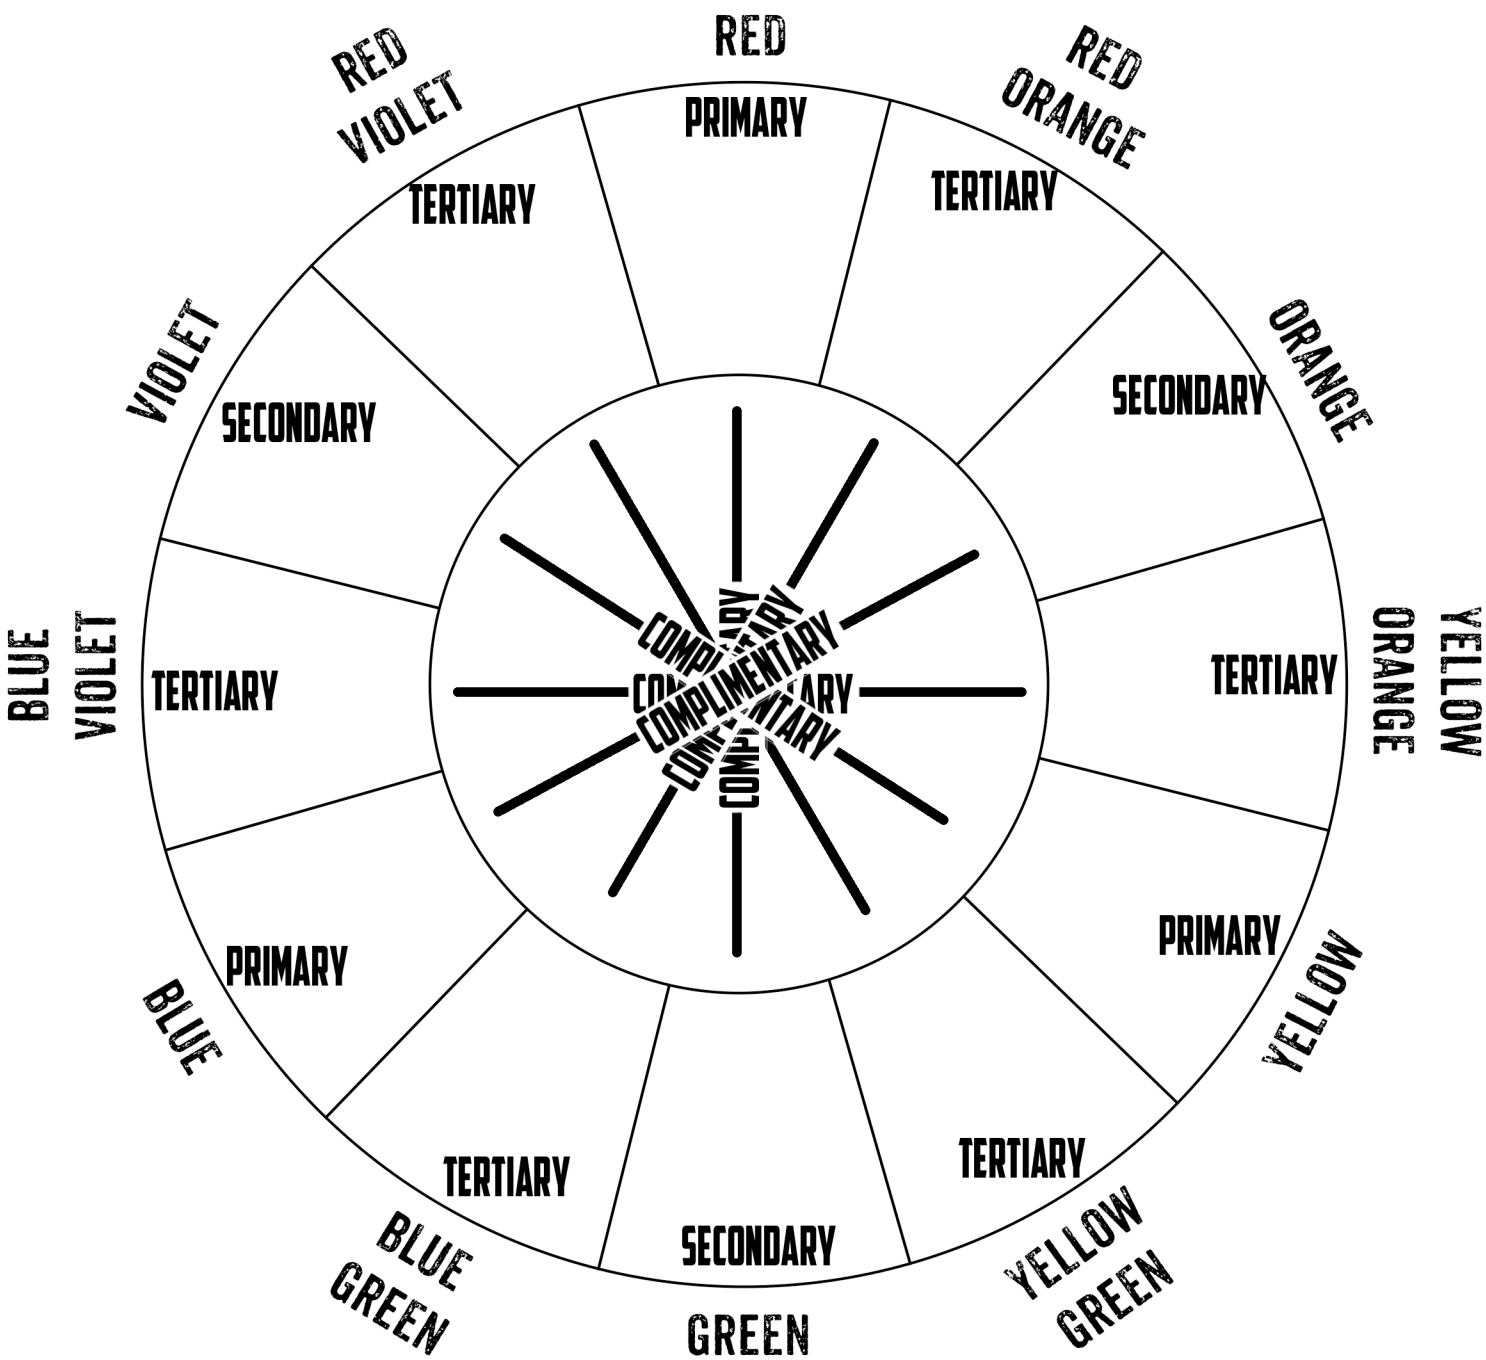 RED
PRIMARY
RED
ORANGE
TERTIARY
ORANGE
SECONDARY
YELLOW
ORANGE
TERTIARY
YELLOW
PRIMARY
YELLOW
GREEN
TERTIARY
GREEN
SECONDARY
BLUE
GREEN
TERTIARY
BLUE
PRIMARY
BLUE
VIOLET
TERTIARY
VIOLET
SECONDARY
RED
VIOLET
TERTIARY
COMPLIMENTARY